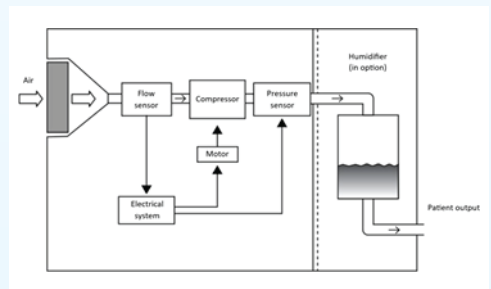 Air
Flow
sensor
Compressor
Pressure
sensor
Humidifier
(in option)
Motor
Electrical
system
Patient output